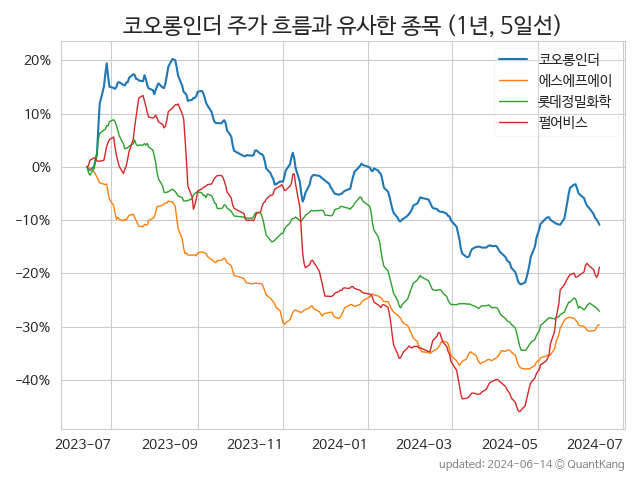 코오롱인더 주가 흐름과 유사한 종목 (1년, 5일선)
코오롱인더
에스에프에이
롯데정밀화학
펄어비스
20%
10%
0%
−10%
−20%
−30%
−40%
2023-07 2023-09 2023-11 2024-01 2024-03 2024-05 2024-07
updated: 2024-06-14 © QuantKang